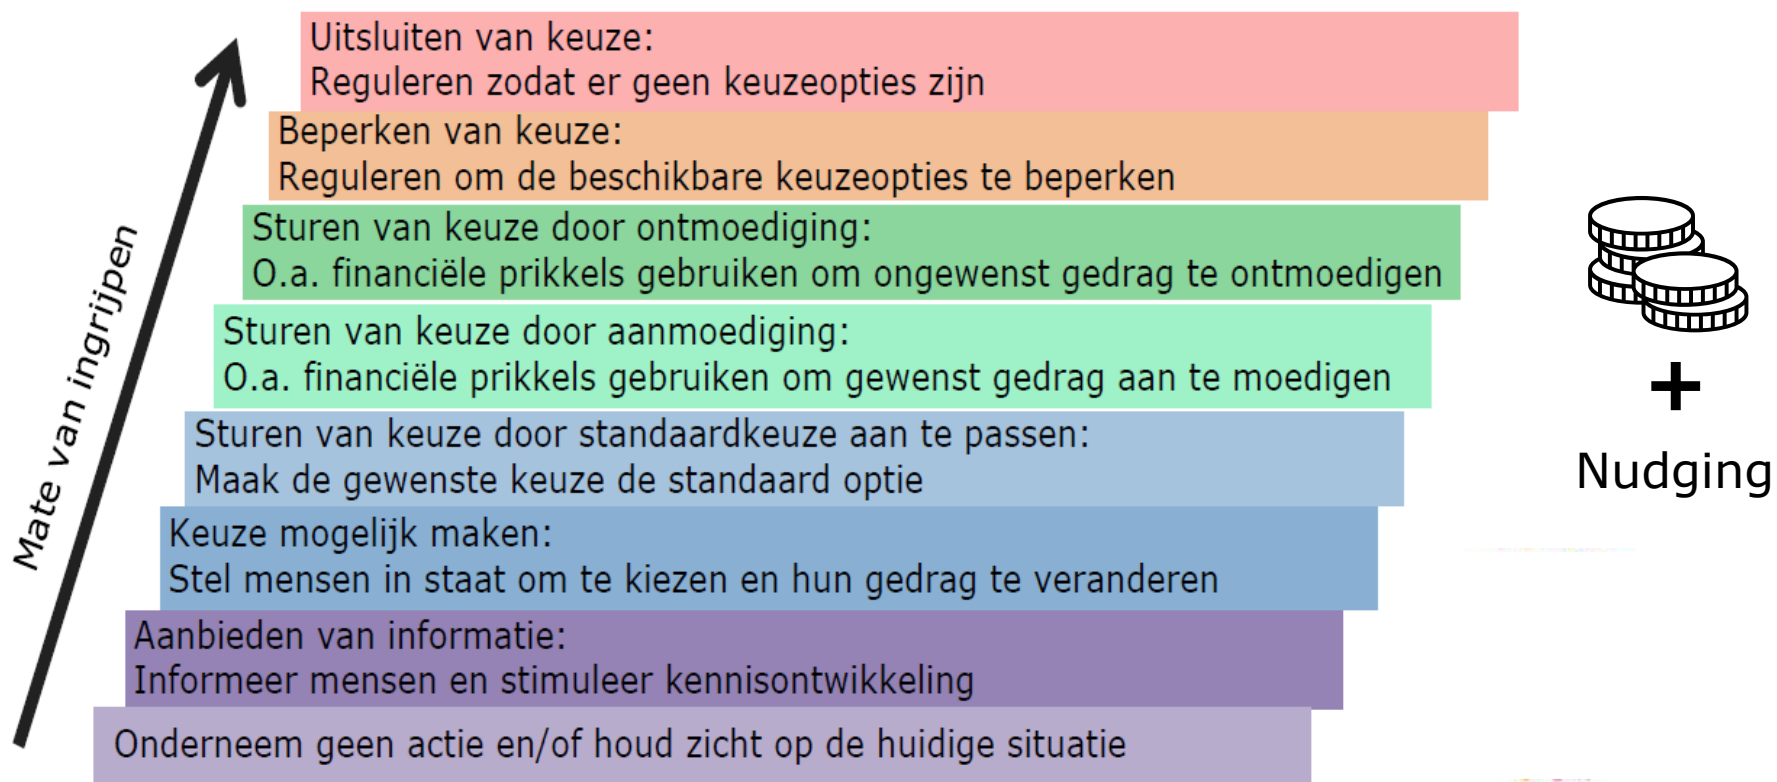 Uitsluiten van keuze:
Reguleren zodat er geen keuzeopties zijn
Beperken van keuze:
Reguleren om de beschikbare keuzeopties te beperken
Sturen van keuze door ontmoediging:
O.a. financiële prikkels gebruiken om ongewenst gedrag te ontmoedigen
Sturen van keuze door aanmoediging:
O.a. financiële prikkels gebruiken om gewenst gedrag aan te moedigen
Sturen van keuze door standaardkeuze aan te passen:
Maak de gewenste keuze de standaard optie
Keuze mogelijk maken:
Stel mensen in staat om te kiezen en hun gedrag te veranderen
Aanbieden van informatie:
Informeer mensen en stimuleer kennisontwikkeling
Onderneem geen actie en/of houd zicht op de huidige situatie
Mate van ingrijpen
+
Nudging